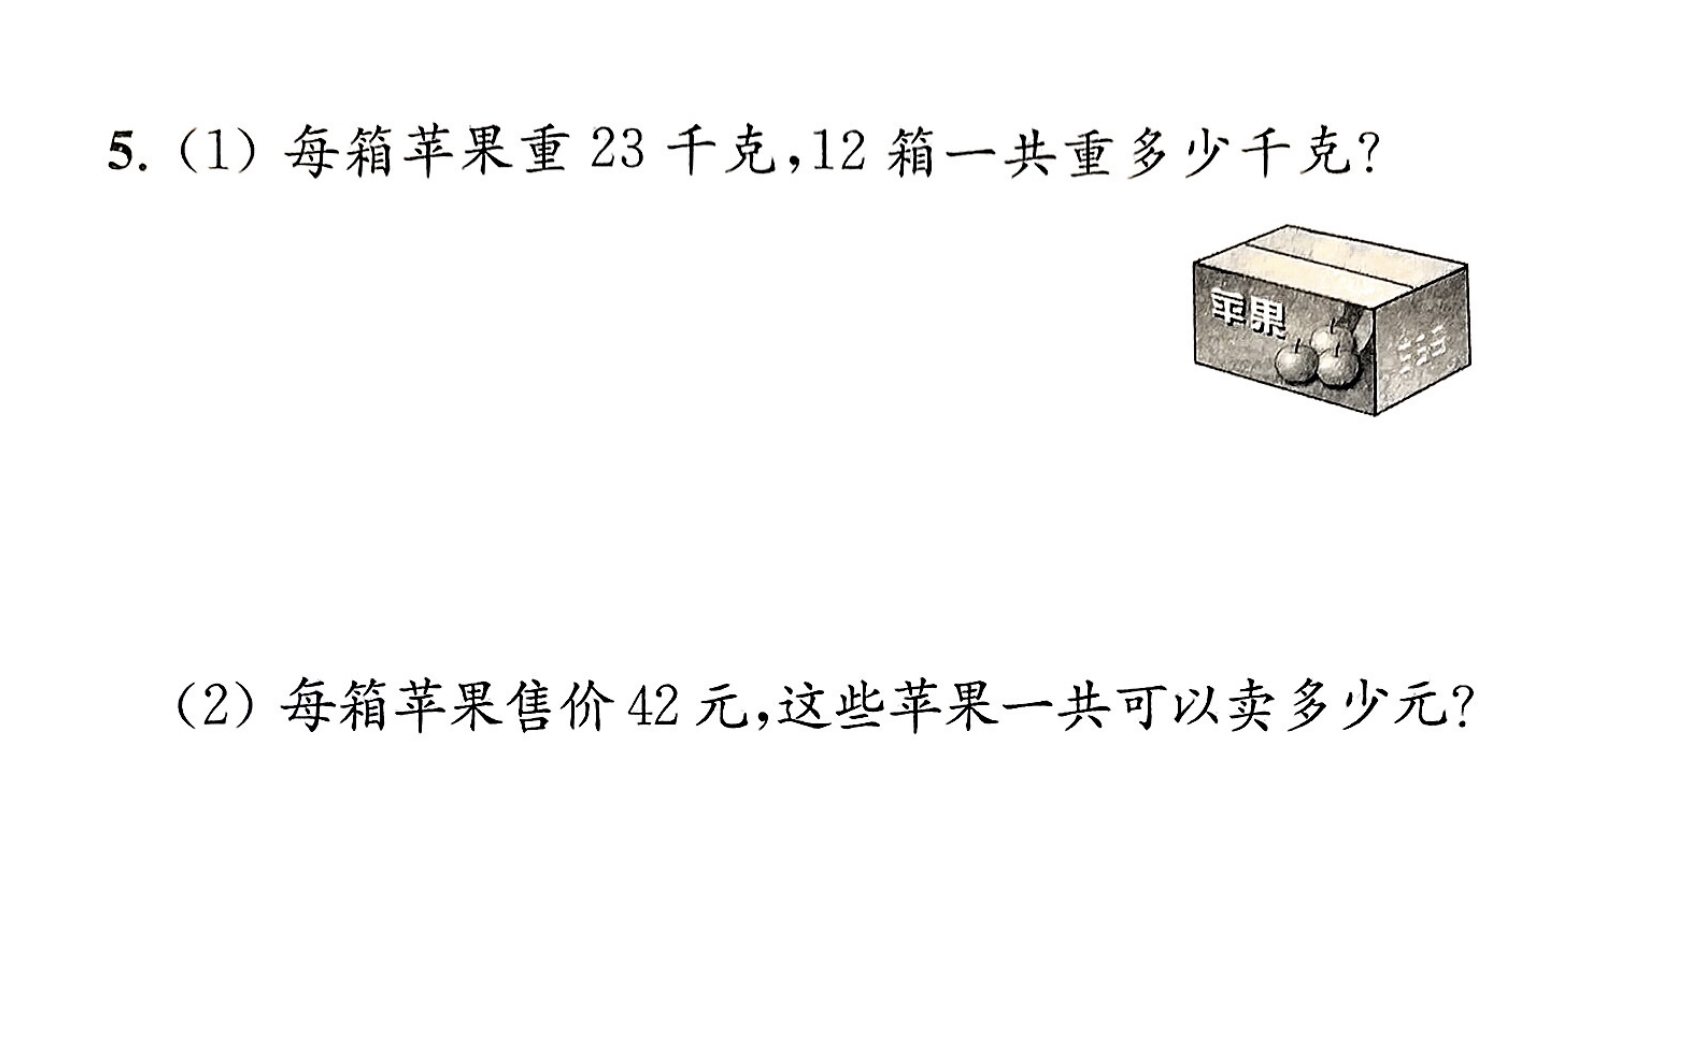 5. (1) 每箱苹果重 23 千克,12 箱一共重多少千克?
苹果
(2) 每箱苹果售价 42 元,这些苹果一共可以卖多少元?